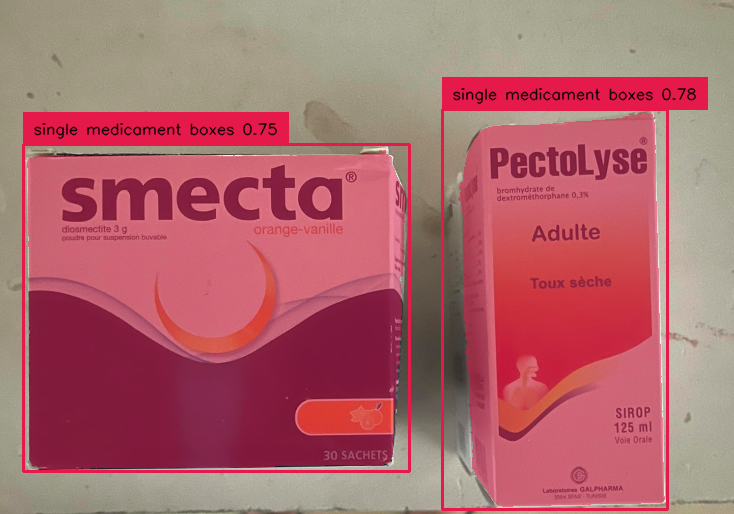 single medicament boxes 0.75
smecta®
diosmectite 3 g
poudre pour suspension buvable
orange-vanille
30 SACHETS
single medicament boxes 0.78
PectoLyse®
bromhydrate de
dextrométhorphane 0,3%
Adulte
Toux sèche
SIROP
125 ml
Voie Orale
Laboratoires GALPHARMA